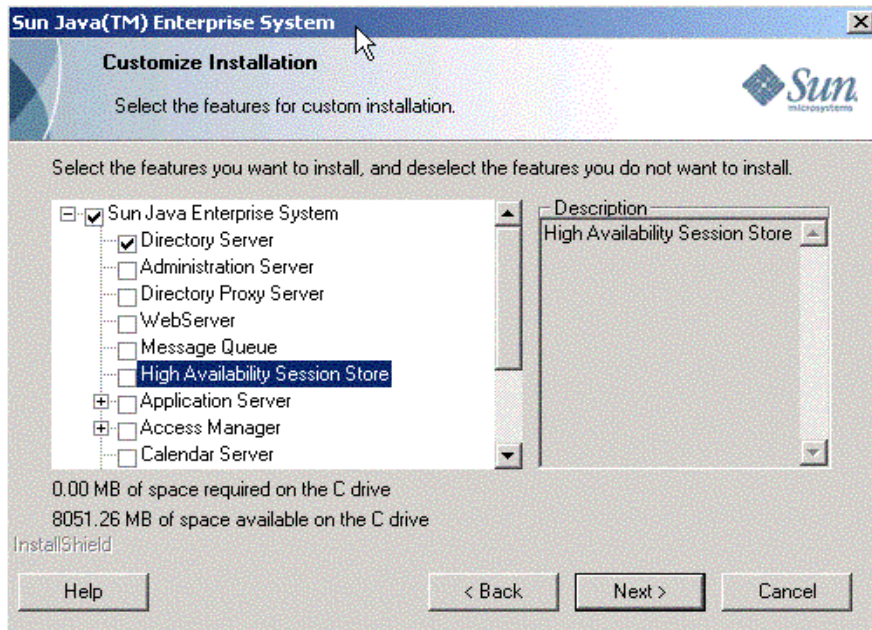 Sun Java(TM) Enterprise System
Customize Installation
Select the features for custom installation.
Sun
microsystems
Select the features you want to install, and deselect the features you do not want to install.
Sun Java Enterprise System
Directory Server
Administration Server
Directory Proxy Server
WebServer
Message Queue
High Availability Session Store
Application Server
Access Manager
Calendar Server
Description
High Availability Session Store
0.00 MB of space required on the C drive
8051.26 MB of space available on the C drive
InstallShield
Help
< Back
Next >
Cancel